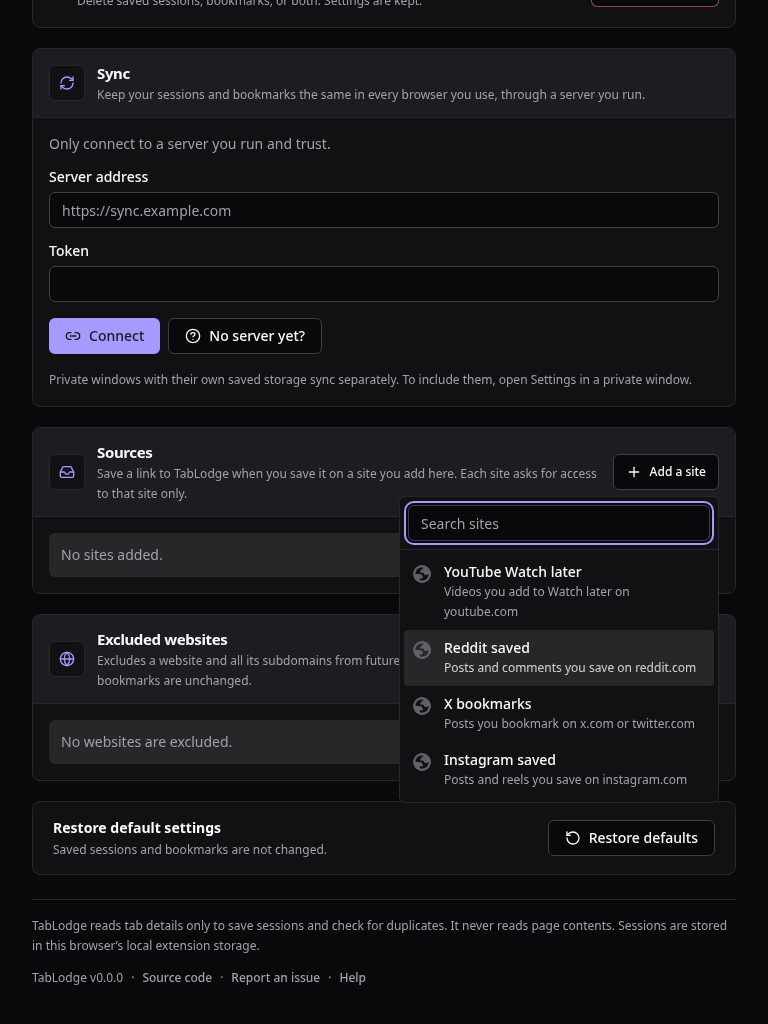 Delete saved sessions, bookmarks, or both. Settings are kept.
Sync
Keep your sessions and bookmarks the same in every browser you use, through a server you run.
Only connect to a server you run and trust.
Server address
https://sync.example.com
Token
Connect
No server yet?
Private windows with their own saved storage sync separately. To include them, open Settings in a private window.
Sources
Save a link to TabLodge when you save it on a site you add here. Each site asks for access
to that site only.
Add a site
No sites added.
Search sites
YouTube Watch later
Videos you add to Watch later on
youtube.com
Reddit saved
Posts and comments you save on reddit.com
X bookmarks
Posts you bookmark on x.com or twitter.com
Instagram saved
Posts and reels you save on instagram.com
Excluded websites
Excludes a website and all its subdomains from future
bookmarks are unchanged.
No websites are excluded.
Restore default settings
Saved sessions and bookmarks are not changed.
Restore defaults
TabLodge reads tab details only to save sessions and check for duplicates. It never reads page contents. Sessions are stored
in this browser’s local extension storage.
TabLodge v0.0.0 · Source code · Report an issue · Help